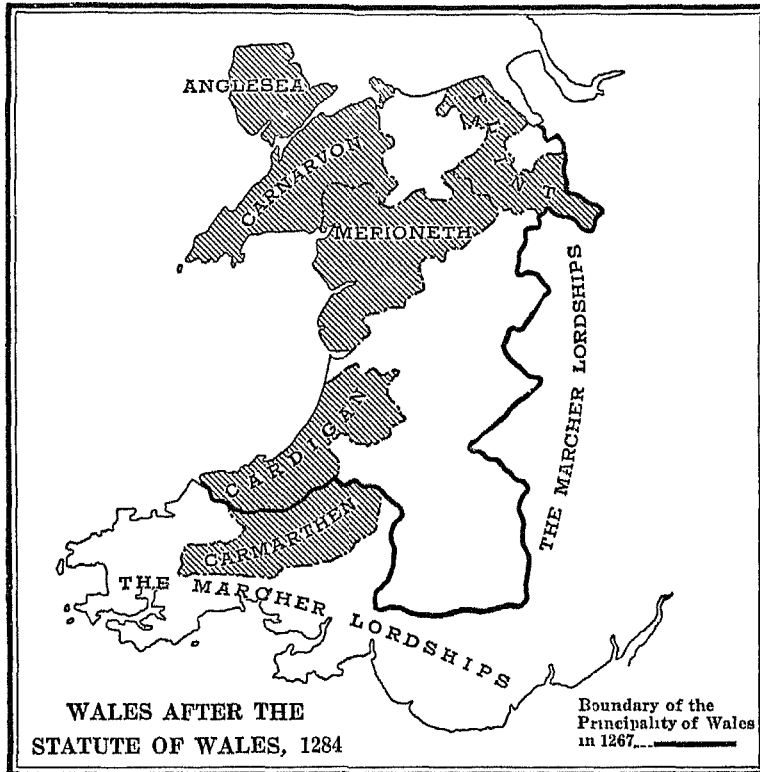 ANGLESEA
FLINT
CARNARVON
MERIONETH
THE MARCHER LORDSHIPS
CARDIGAN
CARMARTHEN
THE MARCHER LORDSHIPS
WALES AFTER THE
STATUTE OF WALES, 1284
Boundary of the
Principality of Wales
in 1267